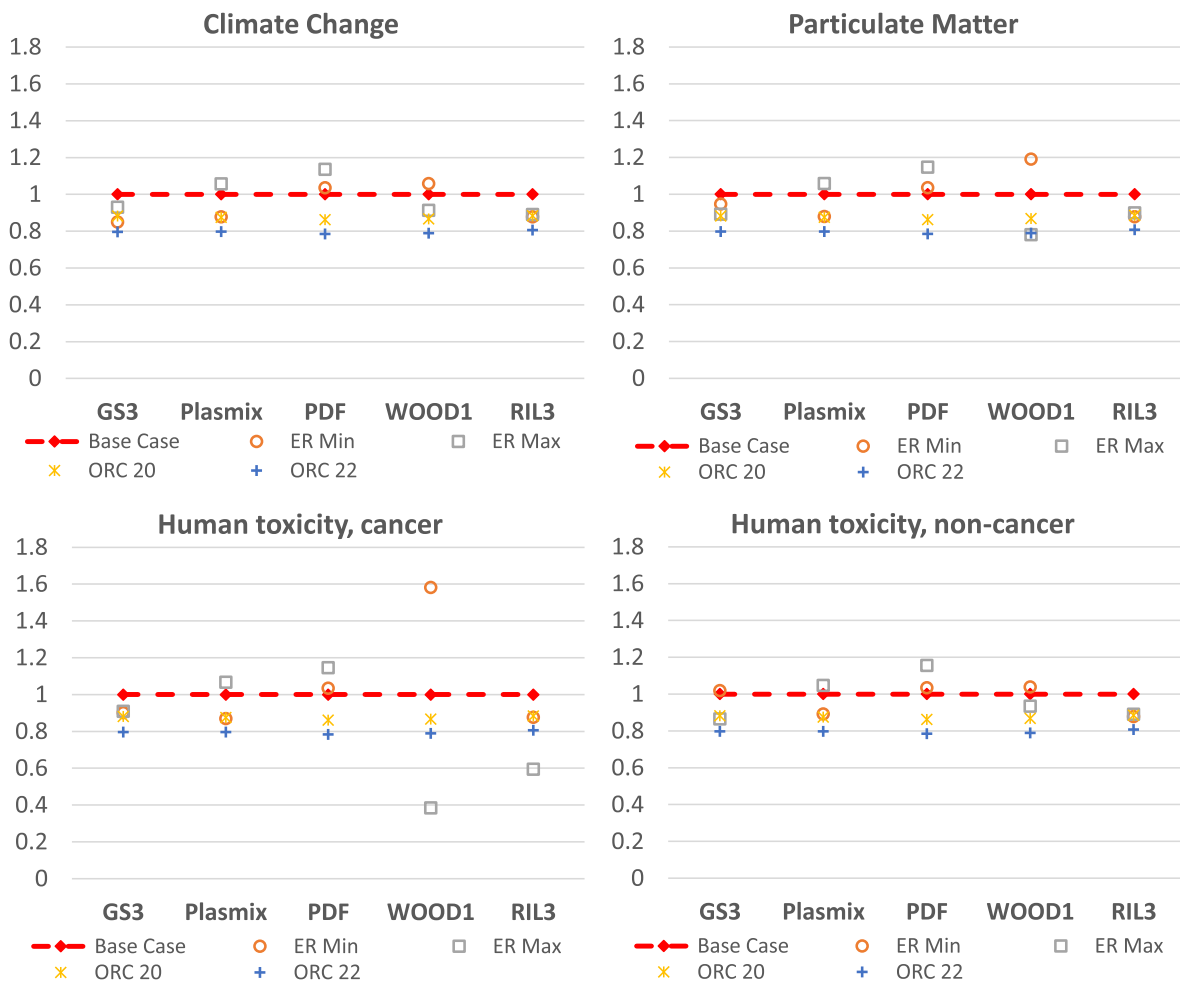 Climate Change
1.8
1.6
1.4
1.2
1
0.8
0.6
0.4
0.2
0
GS3 Plasmix PDF WOOD1 RIL3
Base Case ER Min ER Max
ORC 20 ORC 22
Particulate Matter
1.8
1.6
1.4
1.2
1
0.8
0.6
0.4
0.2
0
GS3 Plasmix PDF WOOD1 RIL3
Base Case ER Min ER Max
ORC 20 ORC 22
Human toxicity, cancer
1.8
1.6
1.4
1.2
1
0.8
0.6
0.4
0.2
0
GS3 Plasmix PDF WOOD1 RIL3
Base Case ER Min ER Max
ORC 20 ORC 22
Human toxicity, non-cancer
1.8
1.6
1.4
1.2
1
0.8
0.6
0.4
0.2
0
GS3 Plasmix PDF WOOD1 RIL3
Base Case ER Min ER Max
ORC 20 ORC 22